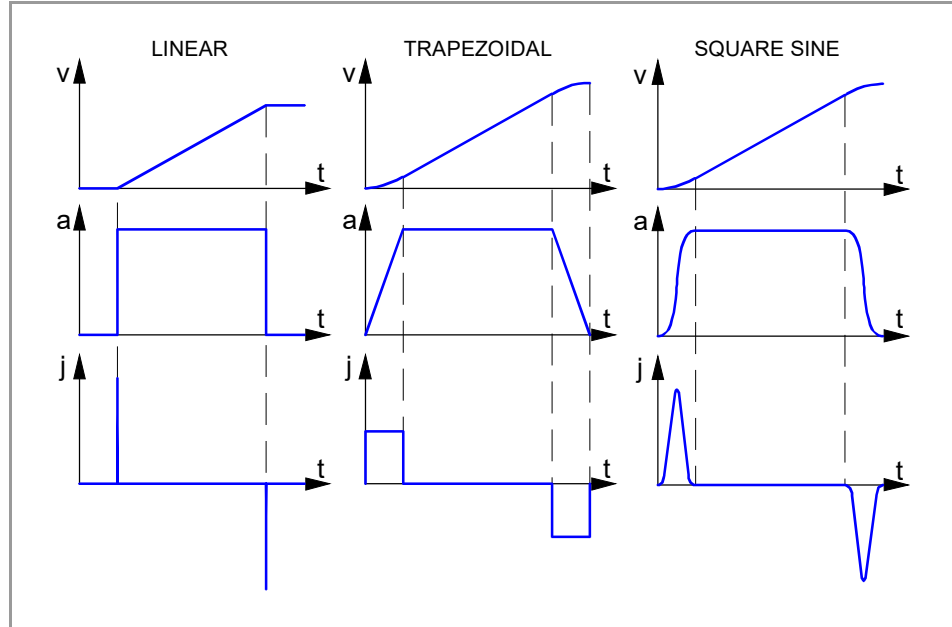 LINEAR TRAPEZOIDAL SQUARE SINE
v v v
t t t
a a a
t t t
j j j
t t t